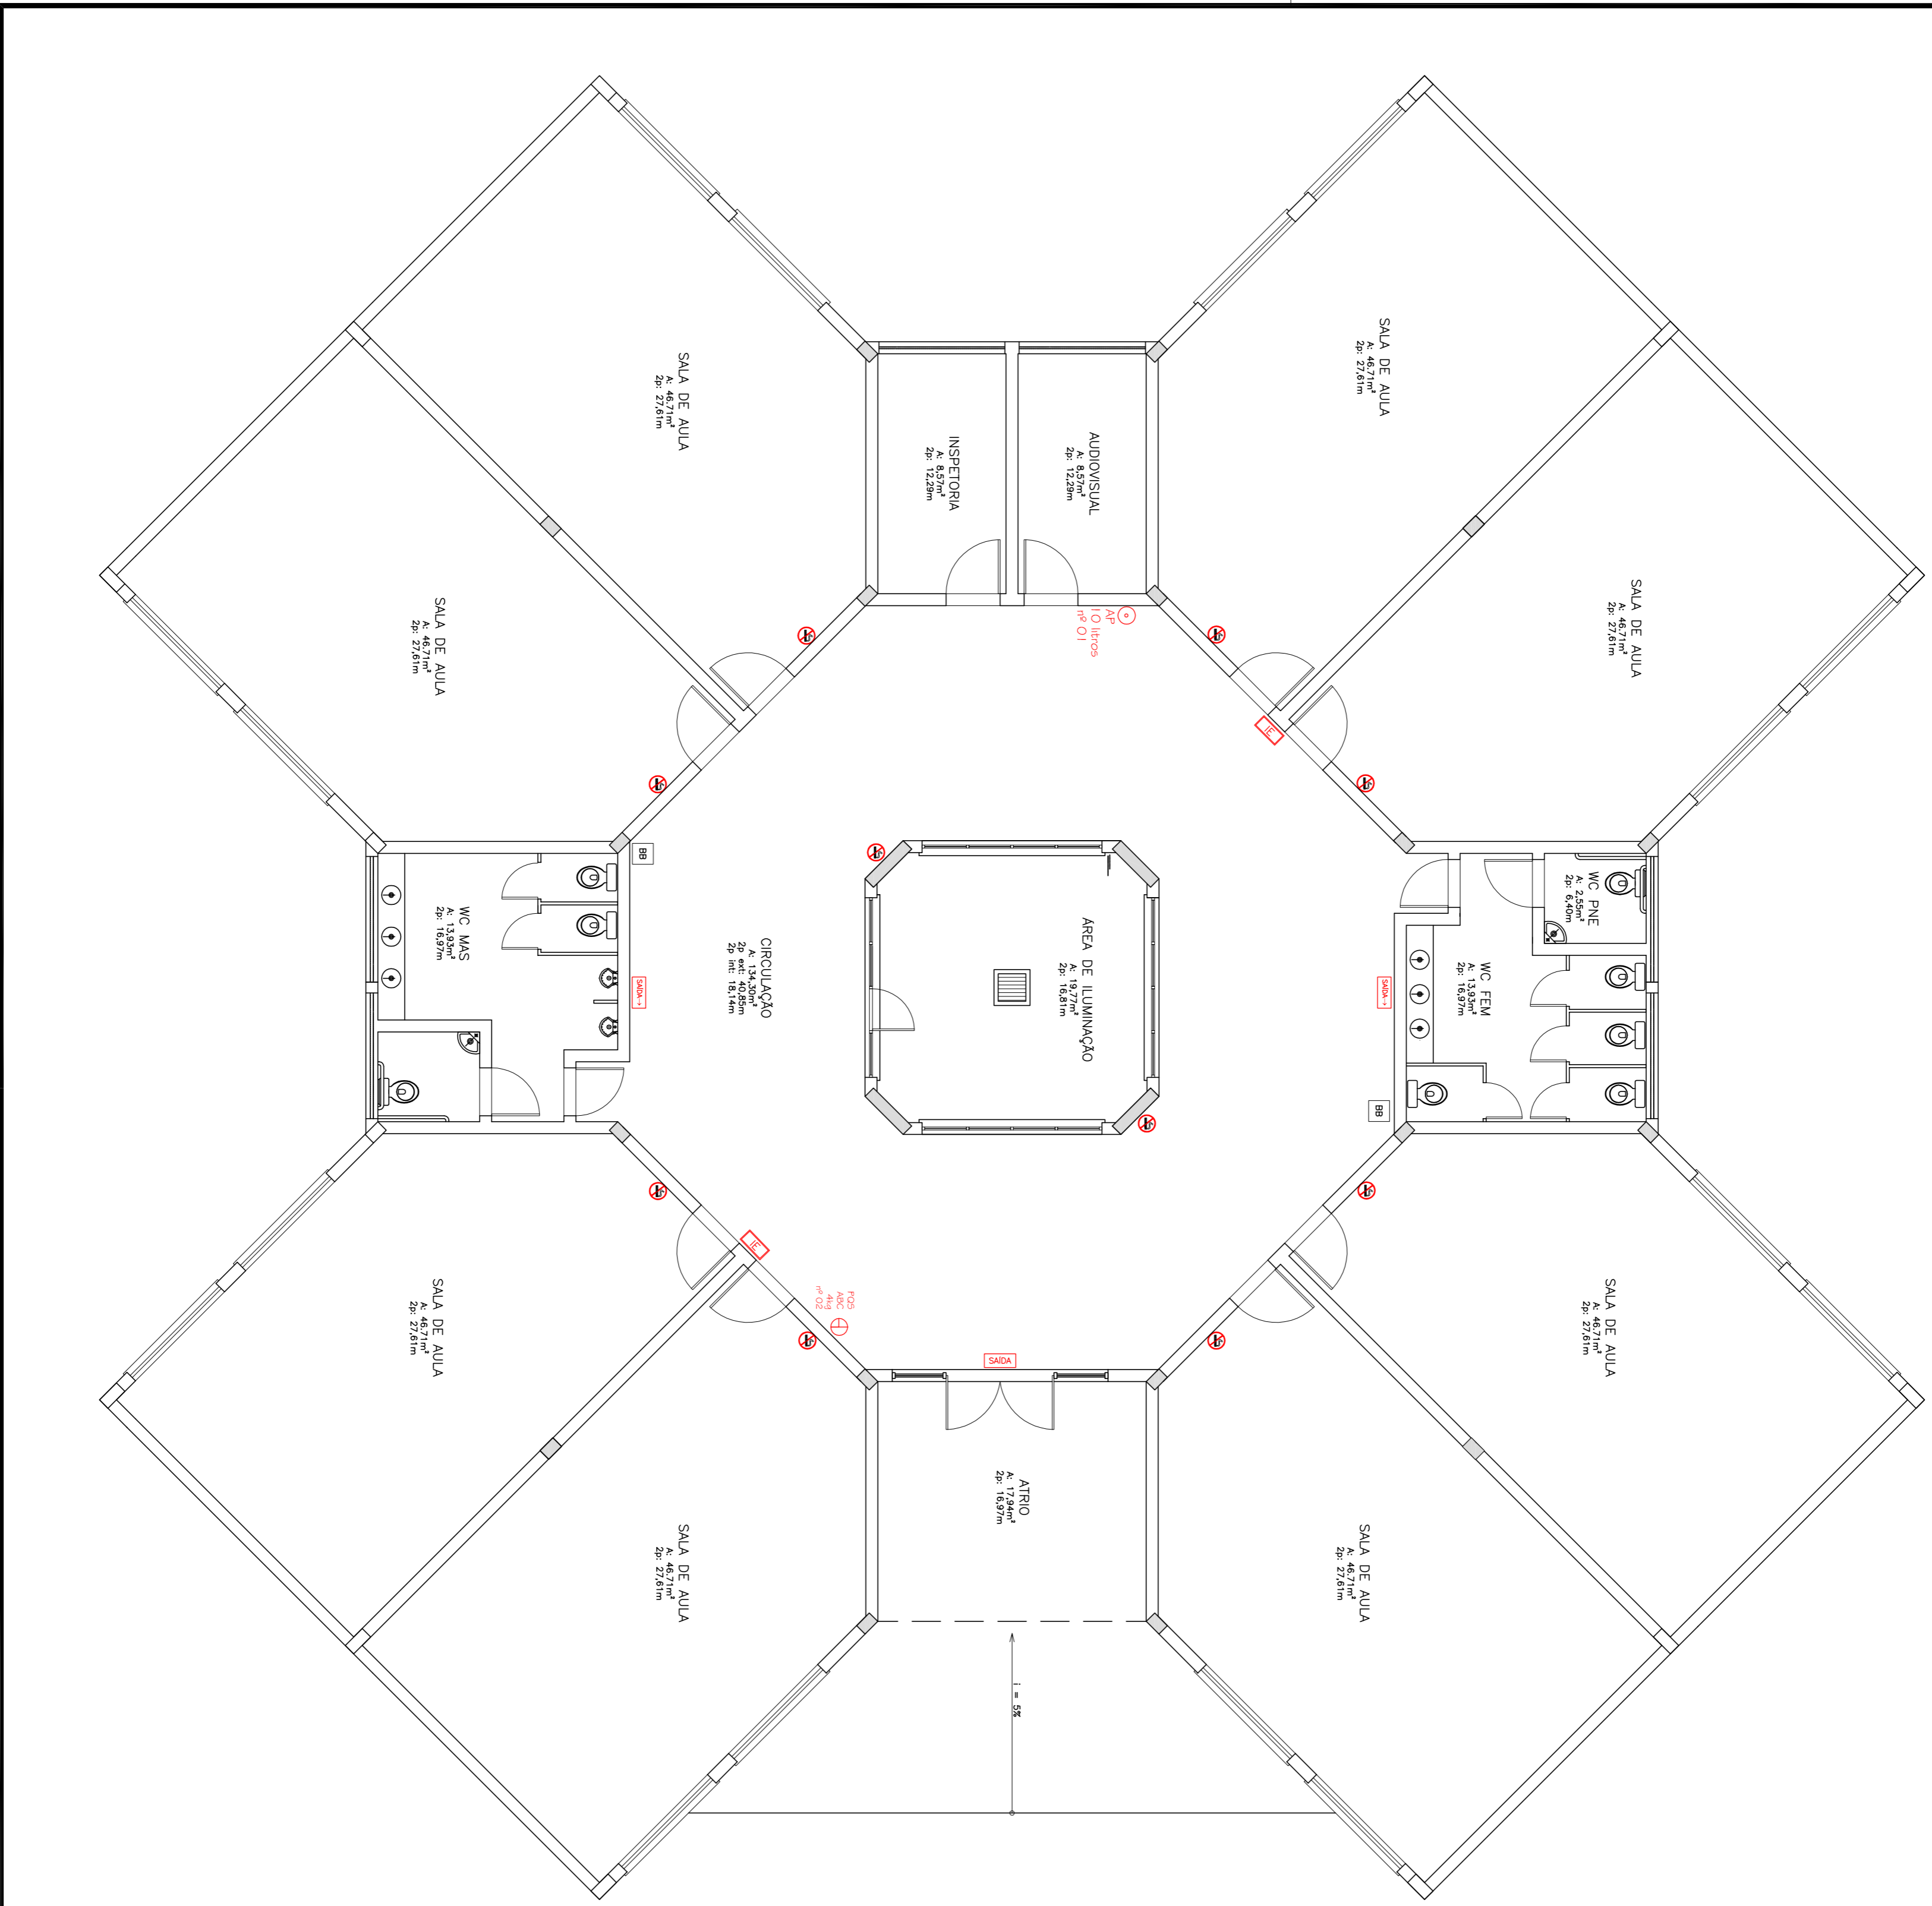 SALA DE AULA
A: 46.71m²
2p: 27,61m
SALA DE AULA
A: 46.71m²
2p: 27,61m
INSPETORIA
A: 8,57m²
2p: 12,29m
AUDIOVISUAL
A: 8,57m²
2p: 12,29m
SALA DE AULA
A: 46.71m²
2p: 27,61m
SALA DE AULA
A: 46.71m²
2p: 27,61m
AP
10 litros
nº 01
IE
BB
WC MAS
A: 13,93m²
2p: 16,97m
SAÍDA→
CIRCULAÇÃO
A: 134,30m²
2p ext: 40,85m
2p int: 18,14m
ÁREA DE ILUMINAÇÃO
A: 19,77m²
2p: 16,81m
SAÍDA→
WC FEM
A: 13,93m²
2p: 16,97m
WC PNE
A: 2,55m²
2p: 6,40m
BB
IE
PQS
ABC
4kg
nº 02
SAÍDA
SALA DE AULA
A: 46.71m²
2p: 27,61m
SALA DE AULA
A: 46.71m²
2p: 27,61m
ATRIO
A: 17,94m²
2p: 16,97m
SALA DE AULA
A: 46.71m²
2p: 27,61m
SALA DE AULA
A: 46.71m²
2p: 27,61m
i = 5%